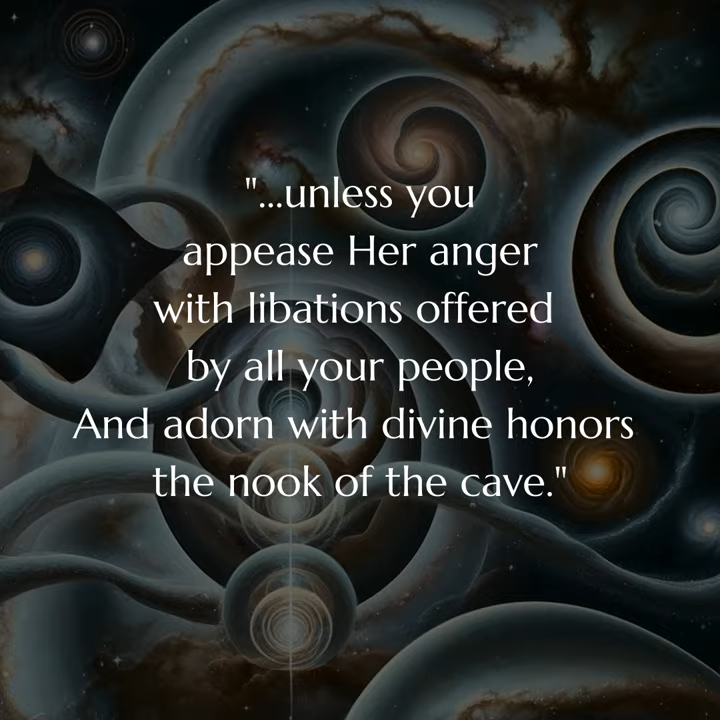 "...unless you
appease Her anger
with libations offered
by all your people,
And adorn with divine honors
the nook of the cave."